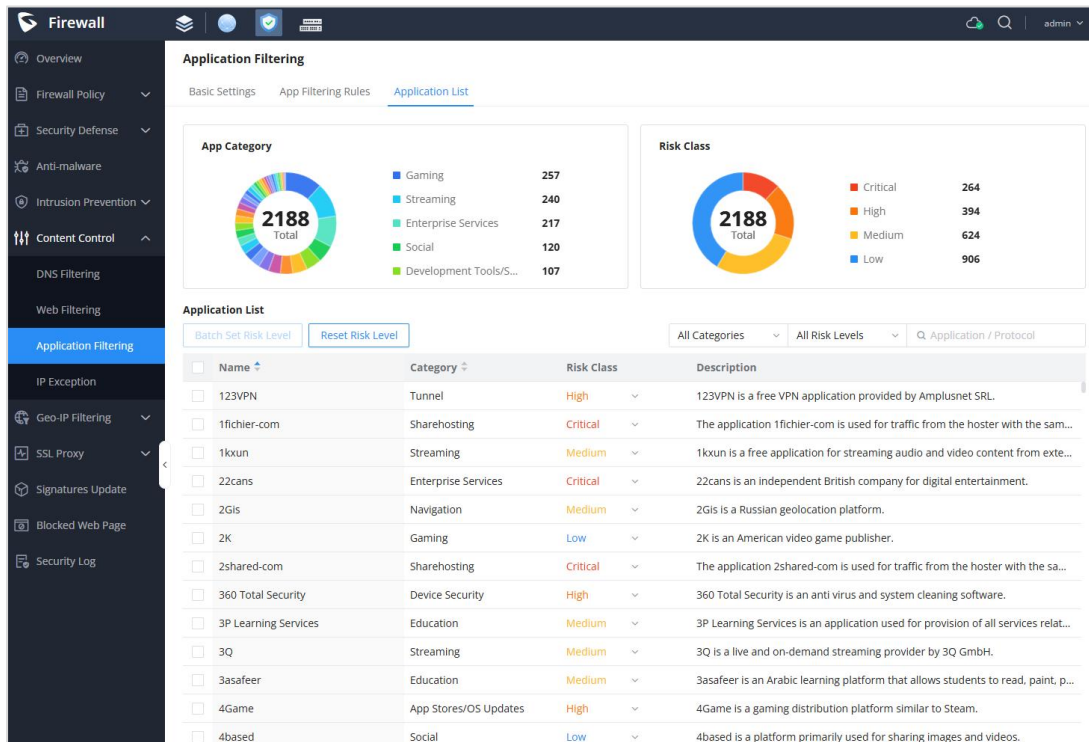 Firewall
admin
Overview
Firewall Policy
Security Defense
Anti-malware
Intrusion Prevention
Content Control
DNS Filtering
Web Filtering
Application Filtering
IP Exception
Geo-IP Filtering
SSL Proxy
Signatures Update
Blocked Web Page
Security Log
Application Filtering
Basic Settings App Filtering Rules Application List
App Category
2188
Total
Gaming 257
Streaming 240
Enterprise Services 217
Social 120
Development Tools/S... 107
Risk Class
2188
Total
Critical 264
High 394
Medium 624
Low 906
Application List
Batch Set Risk Level Reset Risk Level All Categories All Risk Levels Application / Protocol
Name Category Risk Class Description
123VPN Tunnel High 123VPN is a free VPN application provided by Amplusnet SRL.
1fichier-com Sharehosting Critical The application 1fichier-com is used for traffic from the hoster with the sam...
1kxun Streaming Medium 1kxun is a free application for streaming audio and video content from exte...
22cans Enterprise Services Critical 22cans is an independent British company for digital entertainment.
2Gis Navigation Medium 2Gis is a Russian geolocation platform.
2K Gaming Low 2K is an American video game publisher.
2shared-com Sharehosting Critical The application 2shared-com is used for traffic from the hoster with the sa...
360 Total Security Device Security High 360 Total Security is an anti virus and system cleaning software.
3P Learning Services Education Medium 3P Learning Services is an application used for provision of all services relat...
3Q Streaming Medium 3Q is a live and on-demand streaming provider by 3Q GmbH.
3asafeer Education Medium 3asafeer is an Arabic learning platform that allows students to read, paint, p...
4Game App Stores/OS Updates High 4Game is a gaming distribution platform similar to Steam.
4based Social Low 4based is a platform primarily used for sharing images and videos.